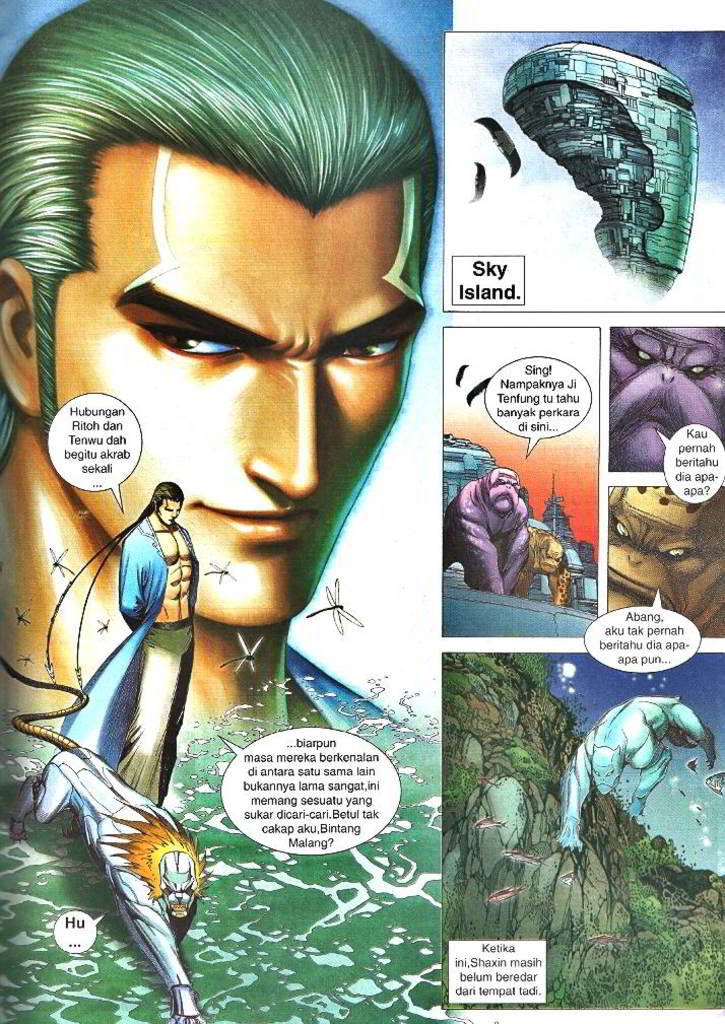 Hubungan
Ritoh dan
Tenwu dah
begitu akrab
sekali
...
...biarpun
masa mereka berkenalan
di antara satu sama lain
bukannya lama sangat,ini
memang sesuatu yang
sukar dicari-cari.Betul tak
cakap aku,Bintang
Malang?
Hu
...
Sky
Island.
Sing!
Nampaknya Ji
Tenfung tu tahu
banyak perkara
di sini...
Kau
pernah
beritahu
dia apa-
apa?
Abang,
aku tak pernah
beritahu dia apa-
apa pun...
Ketika
ini,Shaxin masih
belum beredar
dari tempat tadi.